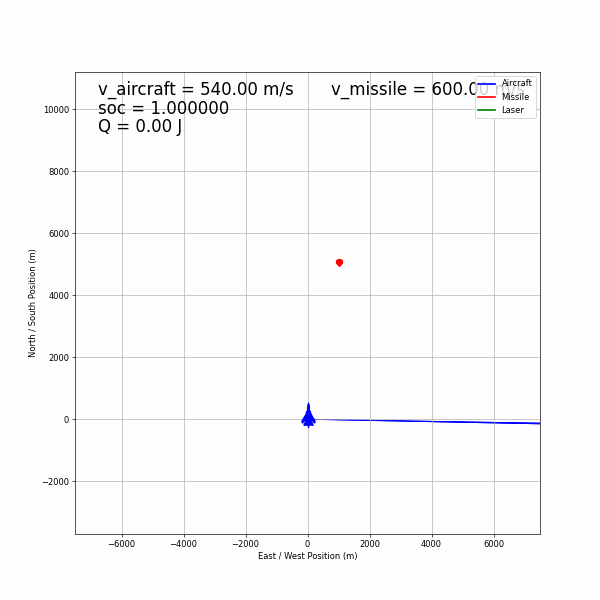 v_aircraft = 540.00 m/s
v_missile = 600.00 m/s
soc = 1.000000
Q = 0.00 J
Aircraft
Missile
Laser
10000
8000
6000
4000
2000
0
−2000
North / South Position (m)
−6000 −4000 −2000 0 2000 4000 6000
East / West Position (m)